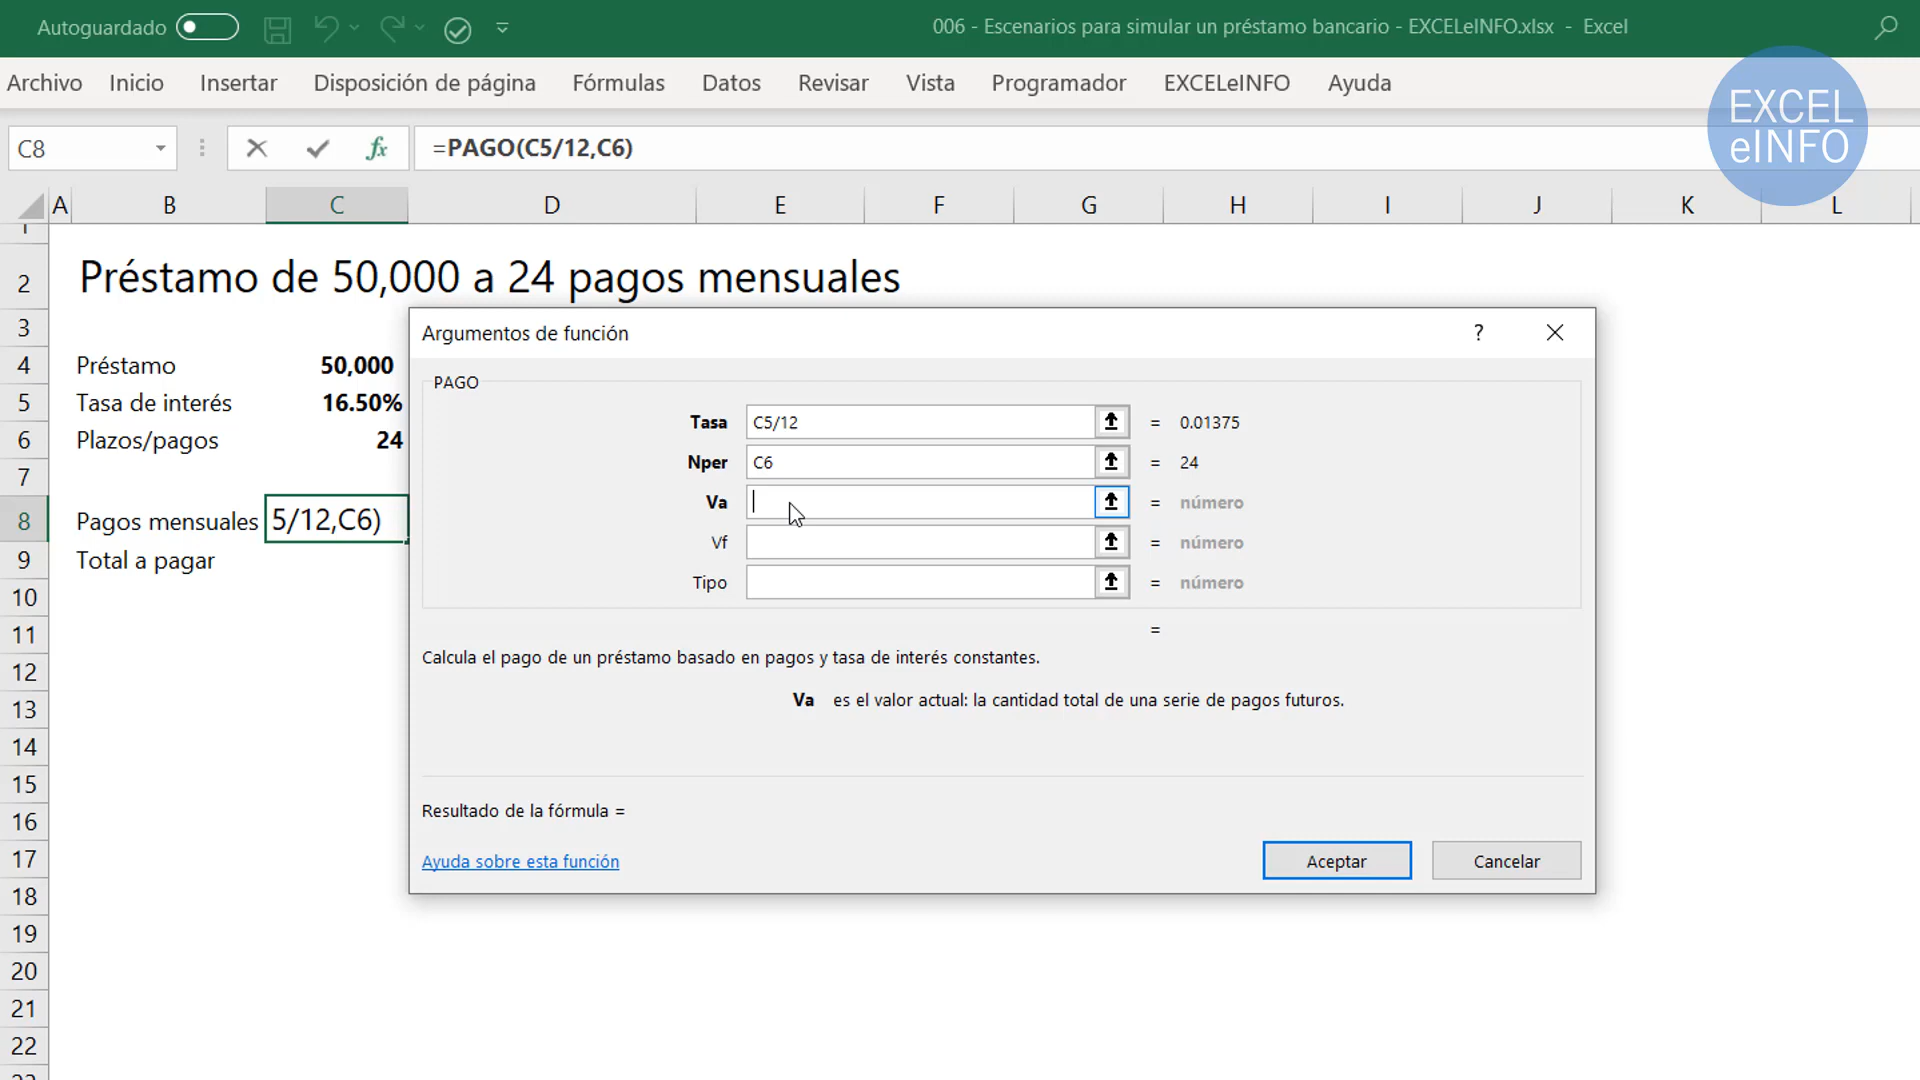 Autoguardado
006 - Escenarios para simular un préstamo bancario - EXCELeINFO.xlsx - Excel
Archivo Inicio Insertar Disposición de página Fórmulas Datos Revisar Vista Programador EXCELeINFO Ayuda
EXCEL
eINFO
C8 fx =PAGO(C5/12,C6)
A B C D E F G H I J K L
1
2 Préstamo de 50,000 a 24 pagos mensuales
3
4 Préstamo 50,000
5 Tasa de interés 16.50%
6 Plazos/pagos 24
7
8 Pagos mensuales 5/12,C6)
9 Total a pagar
10
11
12
13
14
15
16
17
18
19
20
21
22
23
Argumentos de función ?
PAGO
Tasa C5/12 = 0.01375
Nper C6 = 24
Va = número
Vf = número
Tipo = número
=
Calcula el pago de un préstamo basado en pagos y tasa de interés constantes.
Va es el valor actual: la cantidad total de una serie de pagos futuros.
Resultado de la fórmula =
Ayuda sobre esta función Aceptar Cancelar